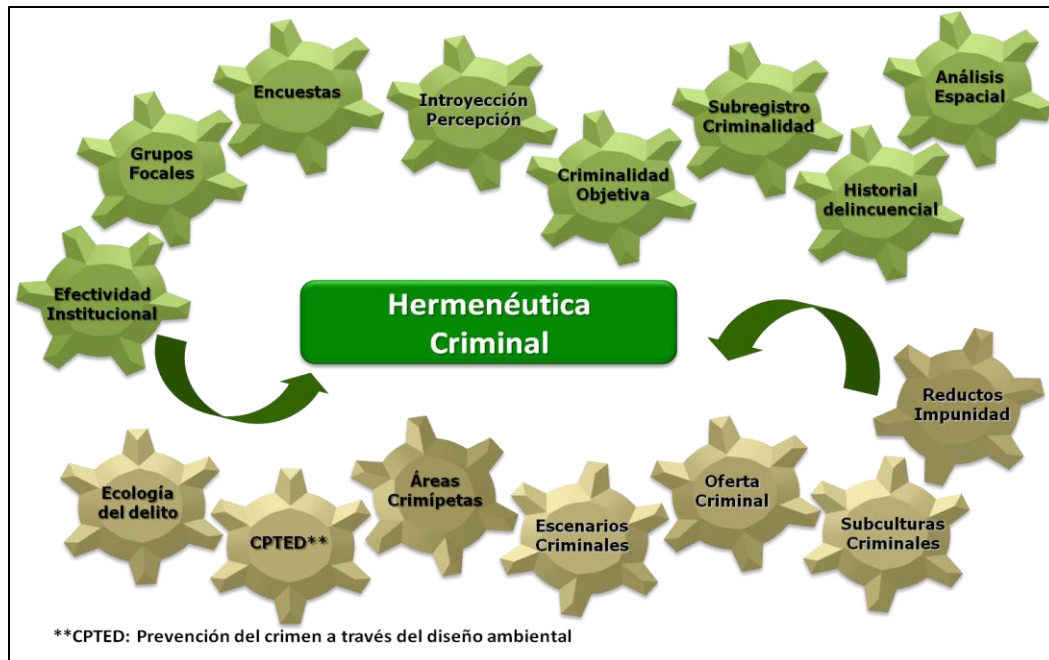 Encuestas
Introyección
Percepción
Subregistro
Criminalidad
Análisis
Espacial
Grupos
Focales
Criminalidad
Objetiva
Historial
delincuencial
Efectividad
Institucional
Hermenéutica
Criminal
Reductos
Impunidad
Ecología
del delito
CPTED**
Áreas
Crimípetas
Escenarios
Criminales
Oferta
Criminal
Subculturas
Criminales
**CPTED: Prevención del crimen a través del diseño ambiental